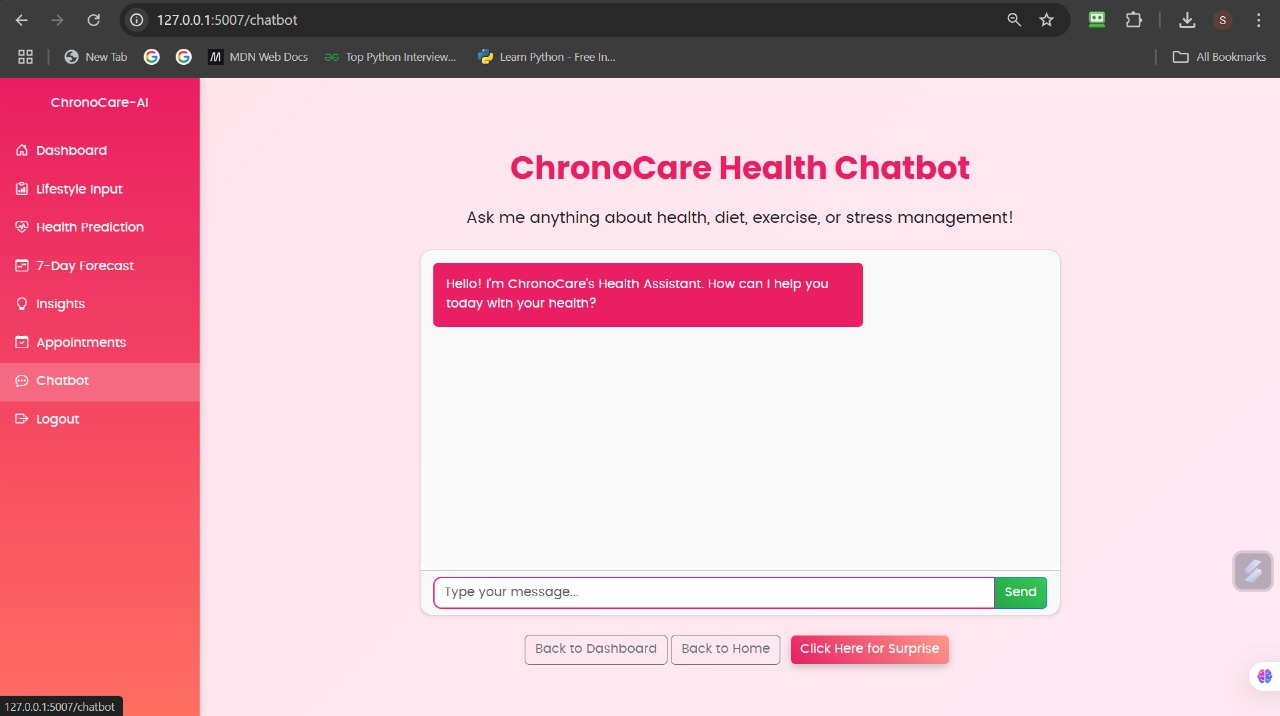 127.0.0.1:5007/chatbot
S
New Tab
M MDN Web Docs
Top Python Interview...
Learn Python - Free In...
All Bookmarks
ChronoCare-AI
Dashboard
Lifestyle Input
Health Prediction
7-Day Forecast
Insights
Appointments
Chatbot
Logout
ChronoCare Health Chatbot
Ask me anything about health, diet, exercise, or stress management!
Hello! I'm ChronoCare's Health Assistant. How can I help you
today with your health?
Type your message...
Send
Back to Dashboard
Back to Home
Click Here for Surprise
127.0.0.1:5007/chatbot